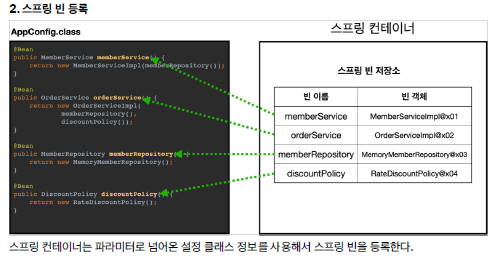 2. 스프링 빈 등록
AppConfig.class
@Bean
public MemberService memberService() {
return new MemberServiceImpl(memberRepository());
}
@Bean
public OrderService orderService() {
return new OrderServiceImpl(
memberRepository(),
discountPolicy());
}
@Bean
public MemberRepository memberRepository() {
return new MemoryMemberRepository();
}
@Bean
public DiscountPolicy discountPolicy() {
return new RateDiscountPolicy();
}
스프링 컨테이너
스프링 빈 저장소
빈 이름 빈 객체
memberService MemberServiceImpl@x01
orderService OrderServiceImpl@x02
memberRepository MemoryMemberRepository@x03
discountPolicy RateDiscountPolicy@x04
스프링 컨테이너는 파라미터로 넘어온 설정 클래스 정보를 사용해서 스프링 빈을 등록한다.